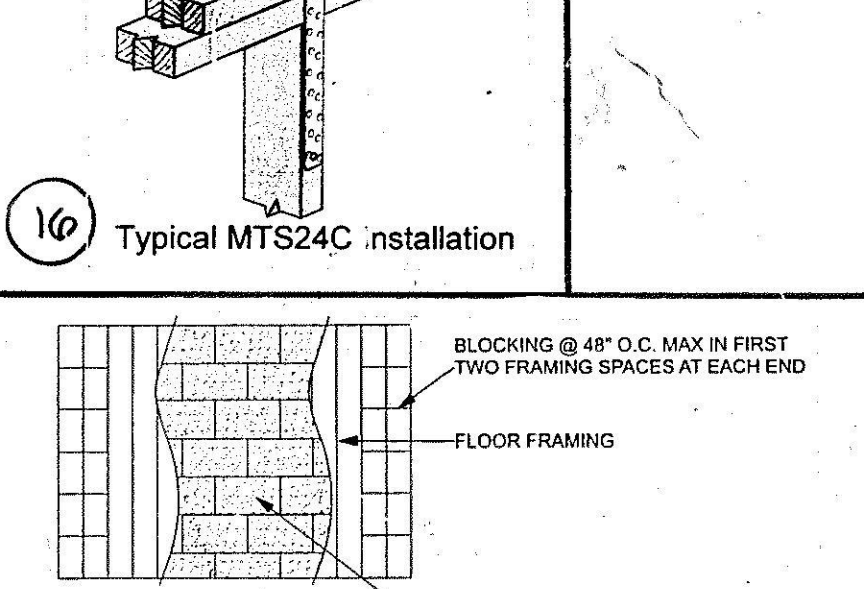 16
Typical MTS24C Installation
BLOCKING @ 48" O.C. MAX IN FIRST
TWO FRAMING SPACES AT EACH END
FLOOR FRAMING